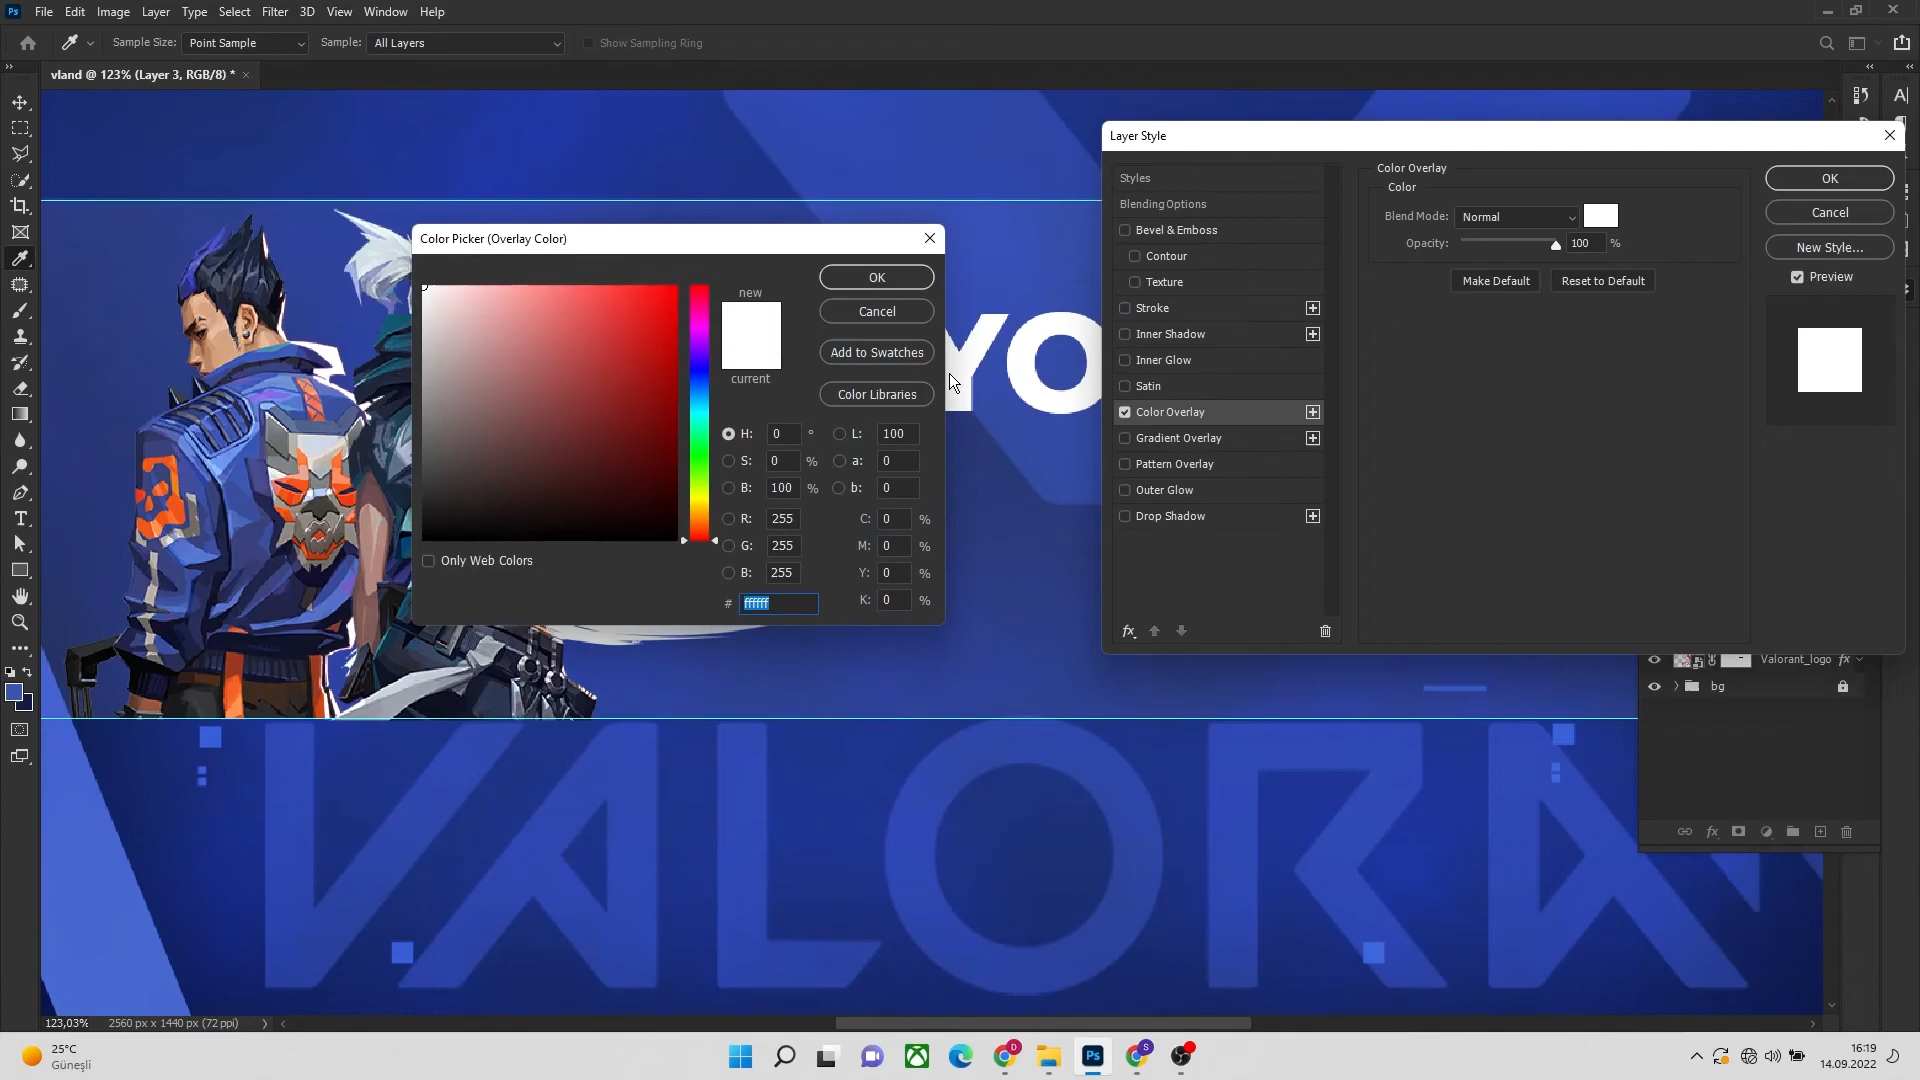 Ps File Edit Image Layer Type Select Filter 3D View Window Help
Sample Size: Point Sample Sample: All Layers Show Sampling Ring
vland @ 123% (Layer 3, RGB/8) * ×
Color Picker (Overlay Color)
new
current
OK
Cancel
Add to Swatches
Color Libraries
H: 0 ° L: 100
S: 0 % a: 0
B: 100 % b: 0
R: 255 C: 0 %
G: 255 M: 0 %
B: 255 Y: 0 %
# ffffff K: 0 %
Only Web Colors
YO
Layer Style
Styles
Blending Options
Bevel & Emboss
Contour
Texture
Stroke
Inner Shadow
Inner Glow
Satin
Color Overlay
Gradient Overlay
Pattern Overlay
Outer Glow
Drop Shadow
fx
Color Overlay
Color
Blend Mode: Normal
Opacity: 100 %
Make Default Reset to Default
OK
Cancel
New Style...
Preview
Valorant_logo fx
bg
fx
VALORA
123,03% 2560 px x 1440 px (72 ppi)
25°C
Güneşli
D
Ps
S
16:19
14.09.2022